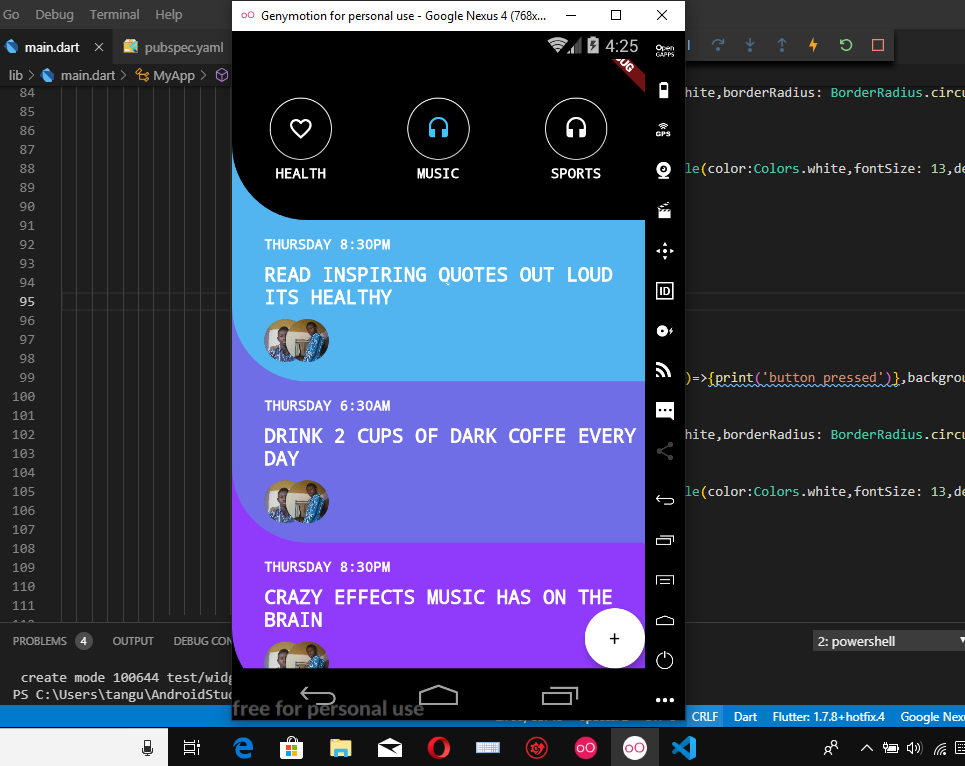 Go Debug Terminal Help
Genymotion for personal use - Google Nexus 4 (768x...
main.dart
pubspec.yaml
lib > main.dart > MyApp >
4:25
Open
GAPPS
GPS
ID
HEALTH
MUSIC
SPORTS
THURSDAY 8:30PM
READ INSPIRING QUOTES OUT LOUD
ITS HEALTHY
THURSDAY 6:30AM
DRINK 2 CUPS OF DARK COFFE EVERY
DAY
THURSDAY 8:30PM
CRAZY EFFECTS MUSIC HAS ON THE
BRAIN
+
free for personal use
84
85
86
87
88
89
90
91
92
93
94
95
96
97
98
99
100
101
102
103
104
105
106
107
108
109
110
111
hite,borderRadius: BorderRadius.circu
le(color:Colors.white,fontSize: 13,de
)=>{print('button pressed')},backgrou
hite,borderRadius: BorderRadius.circu
le(color:Colors.white,fontSize: 13,de
PROBLEMS 4 OUTPUT DEBUG CON
2: powershell
create mode 100644 test/widg
PS C:\Users\tangu\AndroidStu
CRLF Dart Flutter: 1.7.8+hotfix.4 Google Nexu